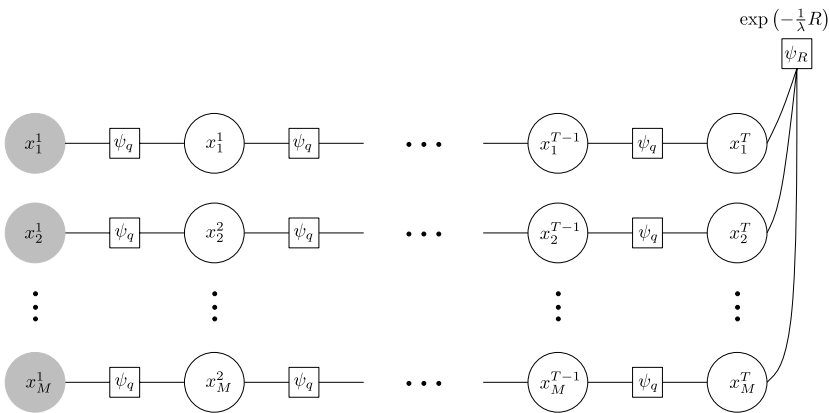 exp(−1/λ R)
ψ_R
x_1^1 ψ_q x_1^1 ψ_q ... x_1^{T−1} ψ_q x_1^T
x_2^1 ψ_q x_2^2 ψ_q ... x_2^{T−1} ψ_q x_2^T
x_M^1 ψ_q x_M^2 ψ_q ... x_M^{T−1} ψ_q x_M^T